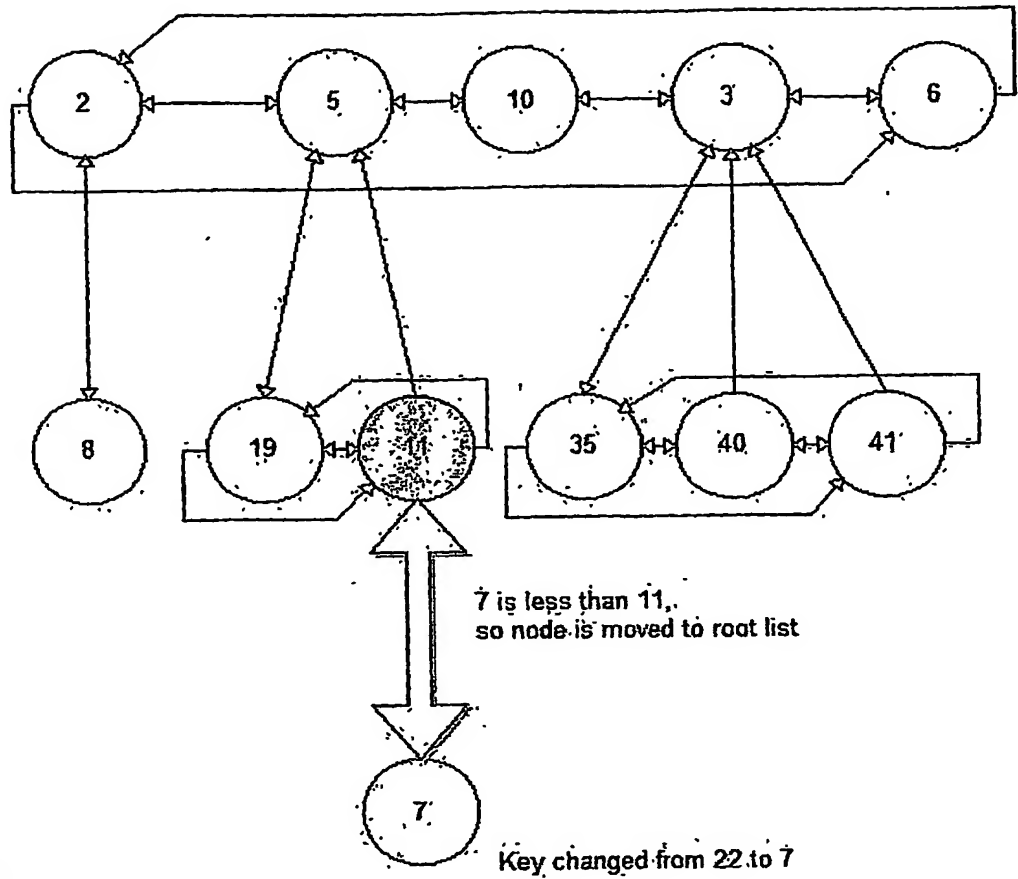 2 5 10 3 6
8 19 11 35 40 41
7 is less than 11,
so node is moved to root list
7
Key changed from 22 to 7